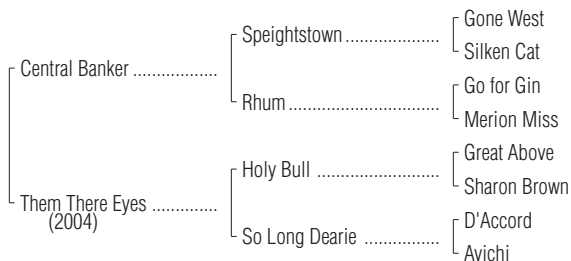 Gone West
Speightstown ....................
Silken Cat
Central Banker .................
Go for Gin
Rhum ................................
Merion Miss
Great Above
Holy Bull ..........................
Sharon Brown
Them There Eyes .............
(2004)
D'Accord
So Long Dearie ................
Avichi